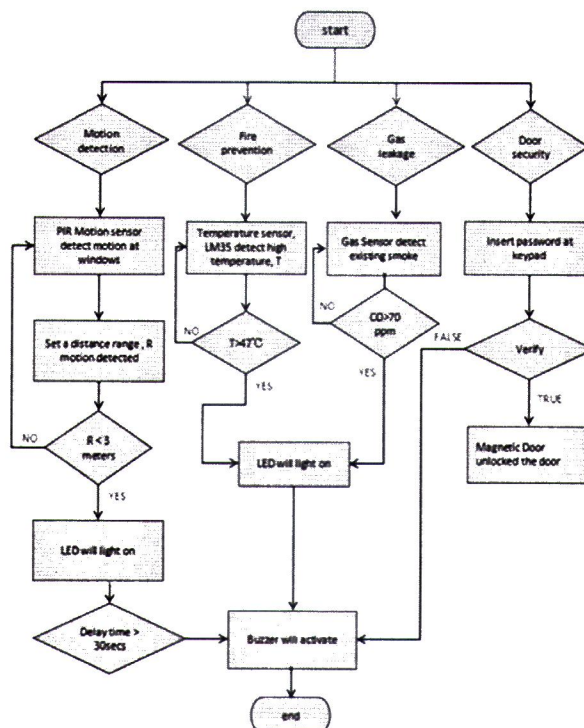 start
Motion
detection
Fire
prevention
Gas
leakage
Door
security
PIR Motion sensor
detect motion at
windows
Temperature sensor,
LM35 detect high
temperature, T
Gas Sensor detect
existing smoke
Insert password at
keypad
NO
T>47°C
YES
NO
CO>70
ppm
YES
FALSE
Verify
TRUE
Set a distance range , R
motion detected
NO
R < 3
meters
YES
LED will light on
Magnetic Door
unlocked the door
LED will light on
Delay time >
30secs
Buzzer will activate
end